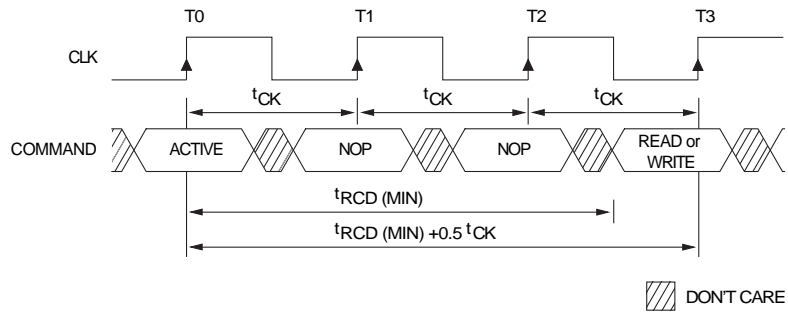 T0 T1 T2 T3
CLK
tCK tCK tCK
COMMAND ACTIVE NOP NOP READ or
WRITE
tRCD (MIN)
tRCD (MIN) +0.5 tCK
DON'T CARE